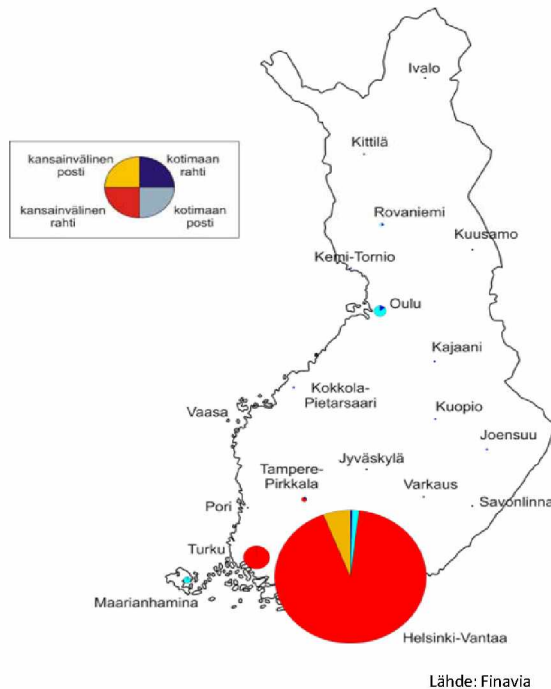 Ivalo
Kittilä
kansainvälinen
posti
kotimaan
rahti
kansainvälinen
rahti
kotimaan
posti
Rovaniemi
Kuusamo
Kemi-Tornio
Oulu
Kajaani
Kokkola-
Pietarsaari
Vaasa
Kuopio
Joensuu
Tampere-
Pirkkala
Jyväskylä
Varkaus
Savonlinna
Pori
Turku
Maarianhamina
Helsinki-Vantaa
Lähde: Finavia